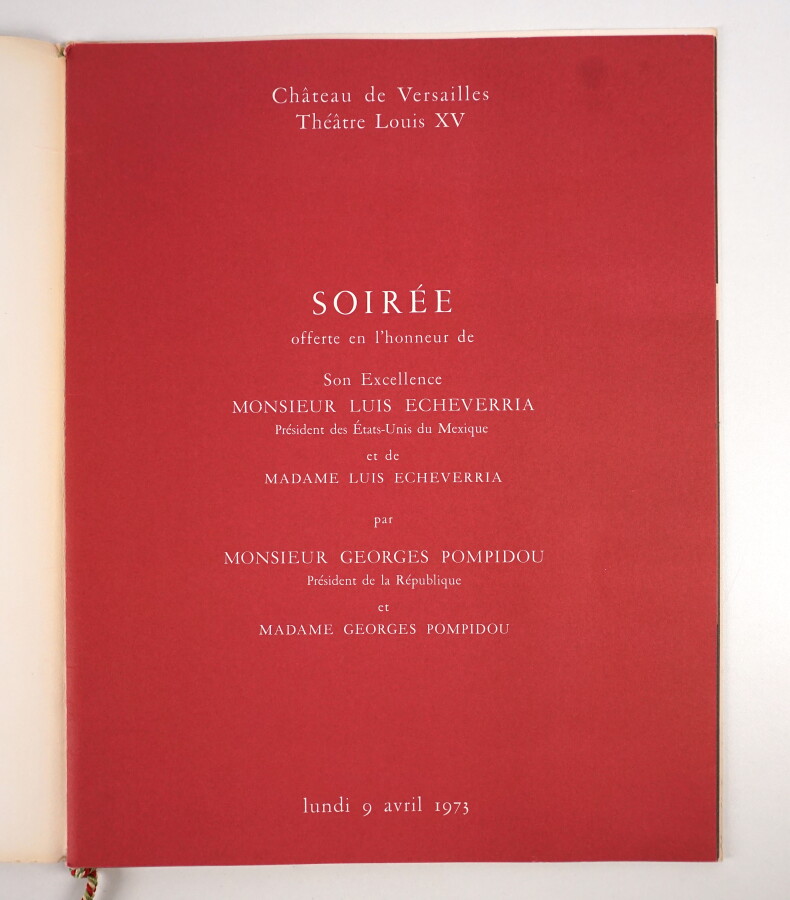 Château de Versailles
Théâtre Louis XV
SOIRÉE
offerte en l'honneur de
Son Excellence
MONSIEUR LUIS ECHEVERRIA
Président des États-Unis du Mexique
et de
MADAME LUIS ECHEVERRIA
par
MONSIEUR GEORGES POMPIDOU
Président de la République
et
MADAME GEORGES POMPIDOU
lundi 9 avril 1973